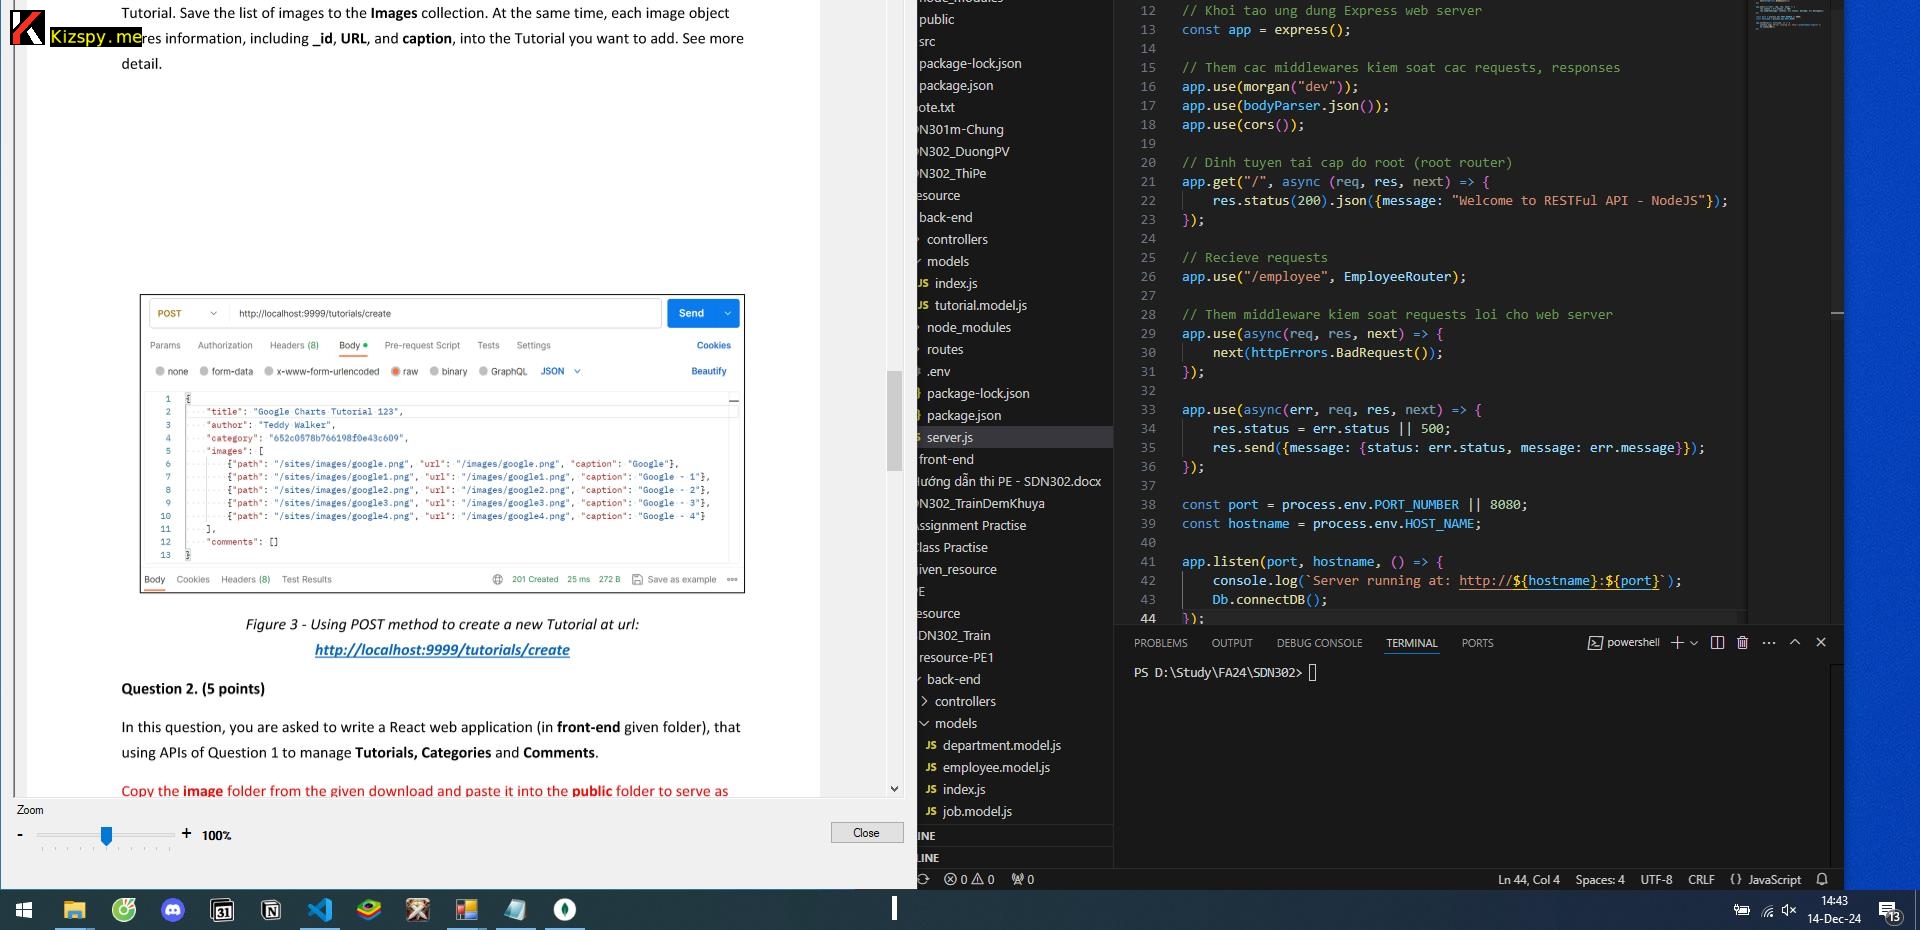 Tutorial. Save the list of images to the Images collection. At the same time, each image object
Kizspy.me
res information, including _id, URL, and caption, into the Tutorial you want to add. See more
detail.
POST
http://localhost:9999/tutorials/create
Send
Params Authorization Headers (8) Body Pre-request Script Tests Settings Cookies
none form-data x-www-form-urlencoded raw binary GraphQL JSON Beautify
1 {
2 "title": "Google Charts Tutorial 123",
3 "author": "Teddy Walker",
4 "category": "652c0578b766198f0e43c609",
5 "images": [
6 {"path": "/sites/images/google.png", "url": "/images/google.png", "caption": "Google"},
7 {"path": "/sites/images/google1.png", "url": "/images/google1.png", "caption": "Google - 1"},
8 {"path": "/sites/images/google2.png", "url": "/images/google2.png", "caption": "Google - 2"},
9 {"path": "/sites/images/google3.png", "url": "/images/google3.png", "caption": "Google - 3"},
10 {"path": "/sites/images/google4.png", "url": "/images/google4.png", "caption": "Google - 4"}
11 ],
12 "comments": []
13 }
Body Cookies Headers (8) Test Results 201 Created 25 ms 272 B Save as example
Figure 3 - Using POST method to create a new Tutorial at url:
http://localhost:9999/tutorials/create
Question 2. (5 points)
In this question, you are asked to write a React web application (in front-end given folder), that
using APIs of Question 1 to manage Tutorials, Categories and Comments.
Copy the image folder from the given download and paste it into the public folder to serve as
Zoom
- + 100%
Close
node_modules
public
src
package-lock.json
package.json
ote.txt
N301m-Chung
N302_DuongPV
N302_ThiPe
esource
back-end
controllers
models
JS index.js
JS tutorial.model.js
node_modules
routes
.env
package-lock.json
package.json
server.js
front-end
ướng dẫn thi PE - SDN302.docx
N302_TrainDemKhuya
ssignment Practise
lass Practise
iven_resource
E
esource
DN302_Train
resource-PE1
back-end
controllers
models
JS department.model.js
JS employee.model.js
JS index.js
JS job.model.js
INE
LINE
12 // Khoi tao ung dung Express web server
13 const app = express();
14
15 // Them cac middlewares kiem soat cac requests, responses
16 app.use(morgan("dev"));
17 app.use(bodyParser.json());
18 app.use(cors());
19
20 // Dinh tuyen tai cap do root (root router)
21 app.get("/", async (req, res, next) => {
22 res.status(200).json({message: "Welcome to RESTFul API - NodeJS"});
23 });
24
25 // Recieve requests
26 app.use("/employee", EmployeeRouter);
27
28 // Them middleware kiem soat requests loi cho web server
29 app.use(async(req, res, next) => {
30 next(httpErrors.BadRequest());
31 });
32
33 app.use(async(err, req, res, next) => {
34 res.status = err.status || 500;
35 res.send({message: {status: err.status, message: err.message}});
36 });
37
38 const port = process.env.PORT_NUMBER || 8080;
39 const hostname = process.env.HOST_NAME;
40
41 app.listen(port, hostname, () => {
42 console.log(`Server running at: http://${hostname}:${port}`);
43 Db.connectDB();
44 });
PROBLEMS OUTPUT DEBUG CONSOLE TERMINAL PORTS powershell
PS D:\Study\FA24\SDN302>
0 0 0 Ln 44, Col 4 Spaces: 4 UTF-8 CRLF {} JavaScript
31
14:43
14-Dec-24
13